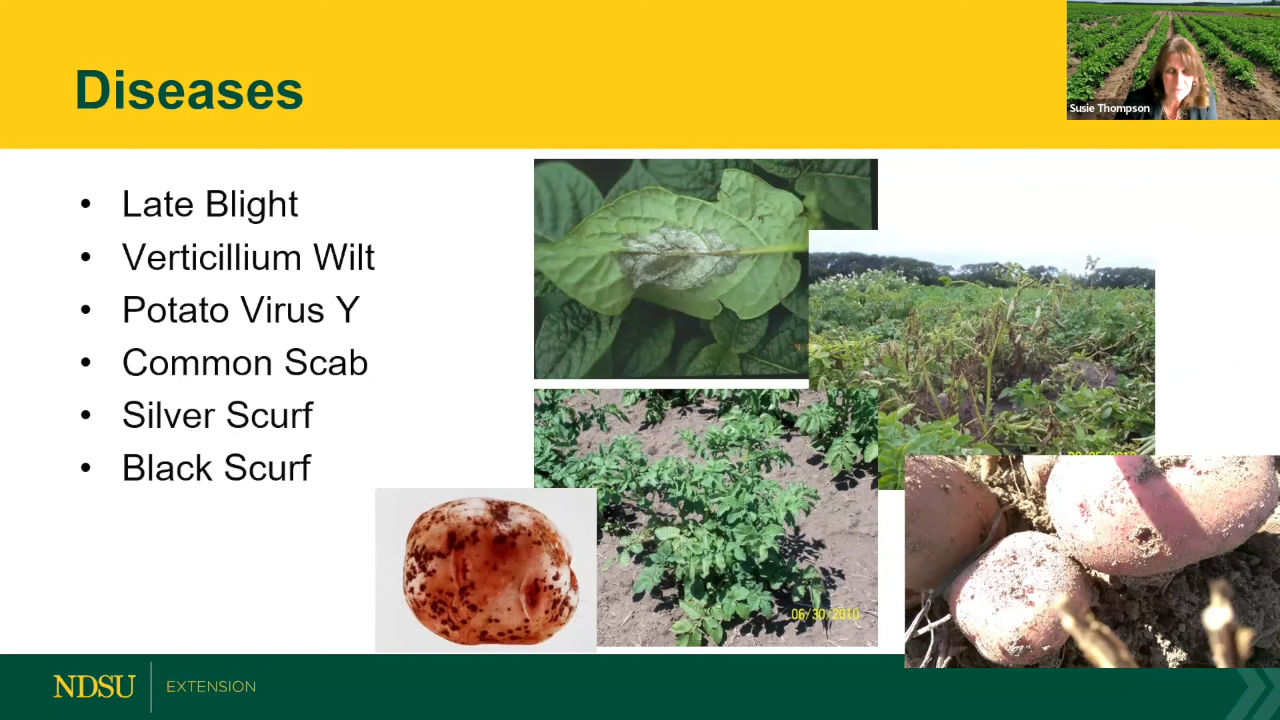 Diseases
Susie Thompson
• Late Blight
• Verticillium Wilt
• Potato Virus Y
• Common Scab
• Silver Scurf
• Black Scurf
06/30/2010
NDSU
EXTENSION